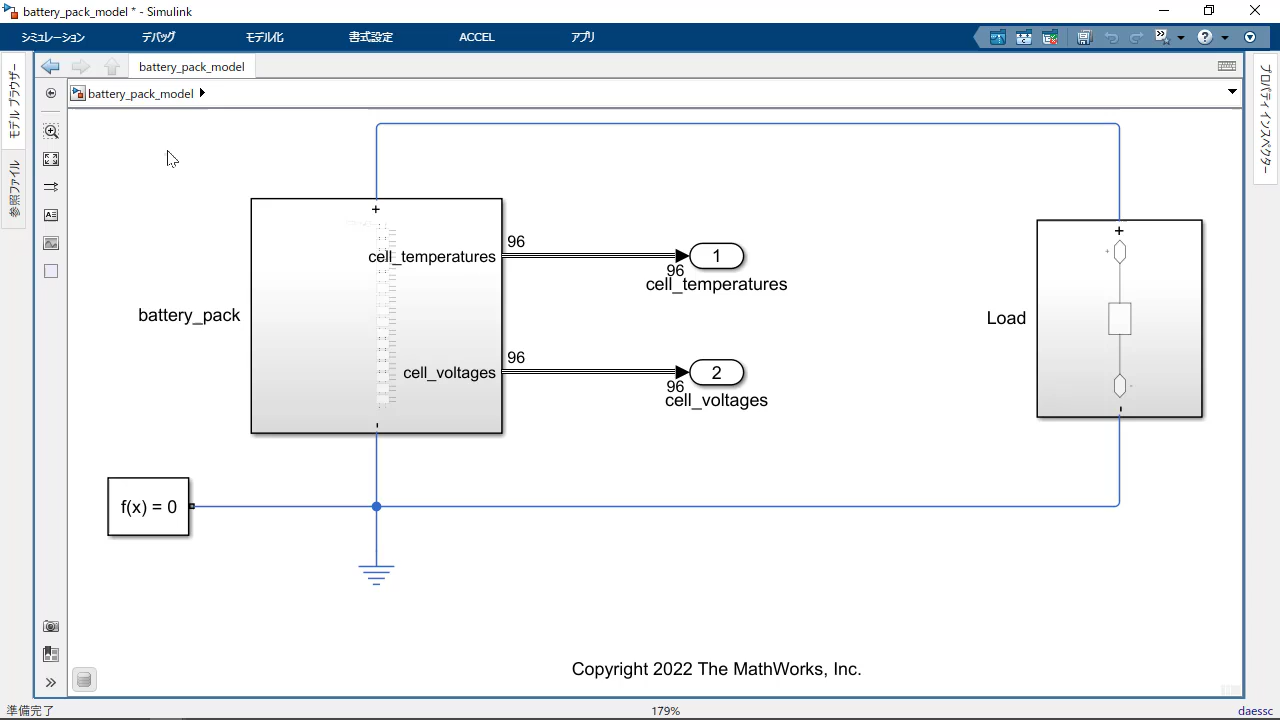 battery_pack_model * - Simulink
シミュレーション デバッグ モデル化 書式設定 ACCEL アプリ
battery_pack_model
battery_pack_model
モデル ブラウザー
参照ファイル
プロパティ インスペクター
+
cell_temperatures
96
96
1
cell_temperatures
battery_pack
cell_voltages
96
96
2
cell_voltages
-
Load
+
+
-
-
f(x) = 0
Copyright 2022 The MathWorks, Inc.
準備完了
179%
daessc